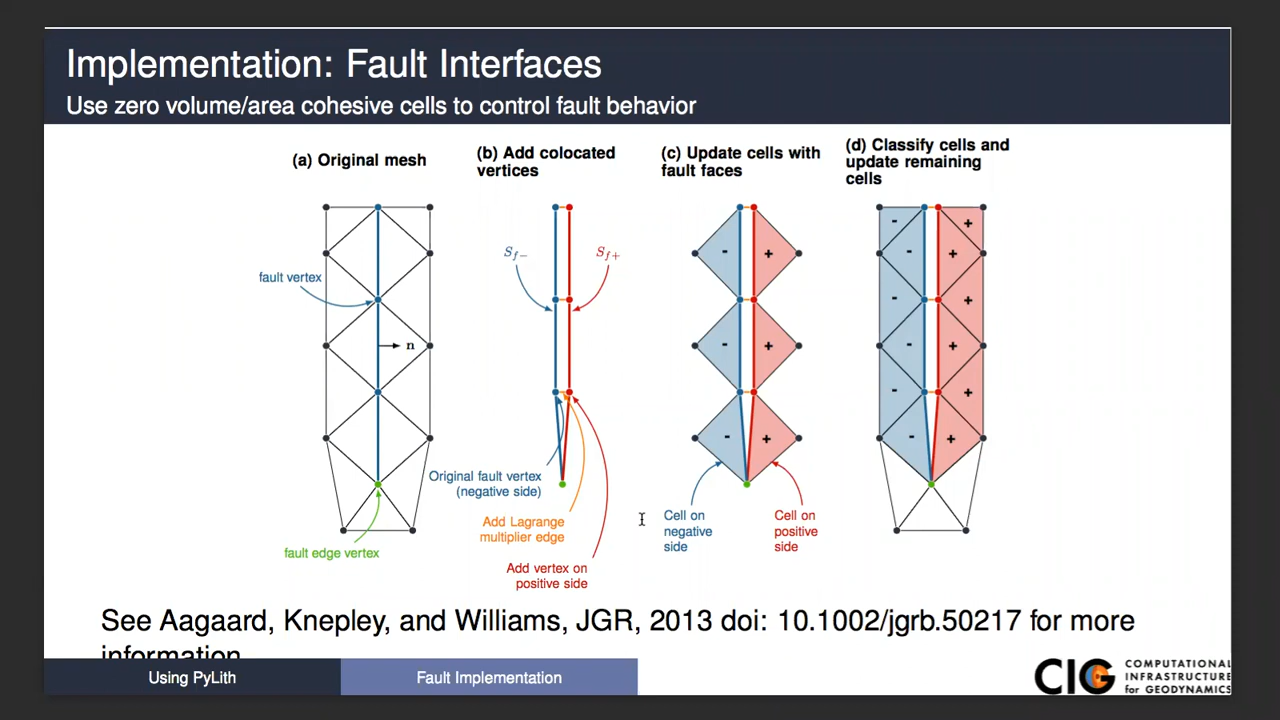 Implementation: Fault Interfaces
Use zero volume/area cohesive cells to control fault behavior
(a) Original mesh
(b) Add colocated
vertices
(c) Update cells with
fault faces
(d) Classify cells and
update remaining
cells
fault vertex
n
fault edge vertex
S_f−
S_f+
Original fault vertex
(negative side)
Add Lagrange
multiplier edge
Add vertex on
positive side
- +
- +
- +
Cell on
negative
side
Cell on
positive
side
- +
- +
- +
- +
- +
- +
See Aagaard, Knepley, and Williams, JGR, 2013 doi: 10.1002/jgrb.50217 for more
information
Using PyLith
Fault Implementation
CIG
COMPUTATIONAL
INFRASTRUCTURE
for GEODYNAMICS